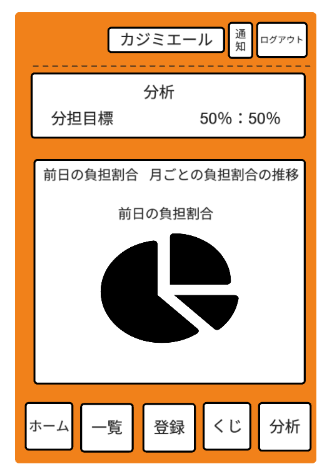 カジミエール
通知
ログアウト
分析
分担目標 50%：50%
前日の負担割合 月ごとの負担割合の推移
前日の負担割合
ホーム 一覧 登録 くじ 分析